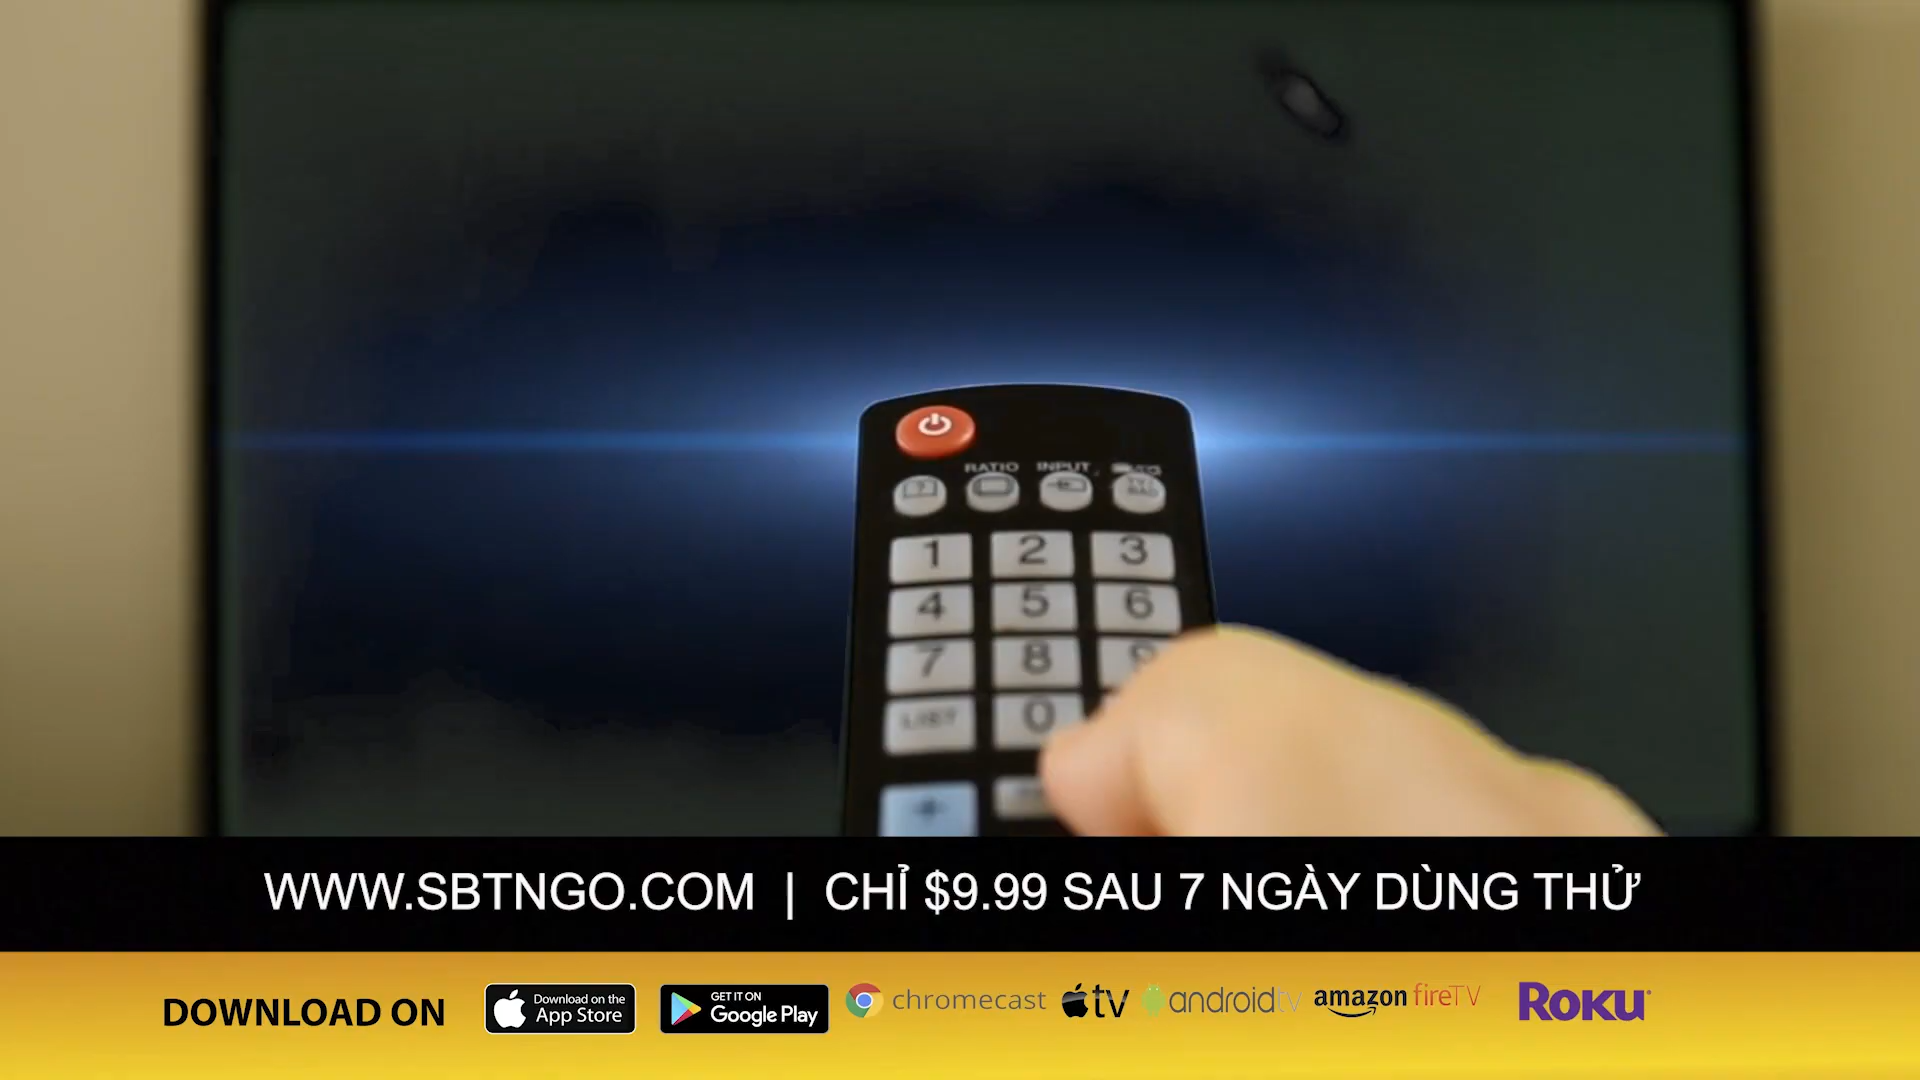 RATIO INPUT
1 2 3
4 5 6
7 8 9
LIST 0
WWW.SBTNGO.COM | CHỈ $9.99 SAU 7 NGÀY DÙNG THỬ
DOWNLOAD ON
Download on the
App Store
GET IT ON
Google Play
chromecast
tv
androidtv
amazon fireTV
ROKU